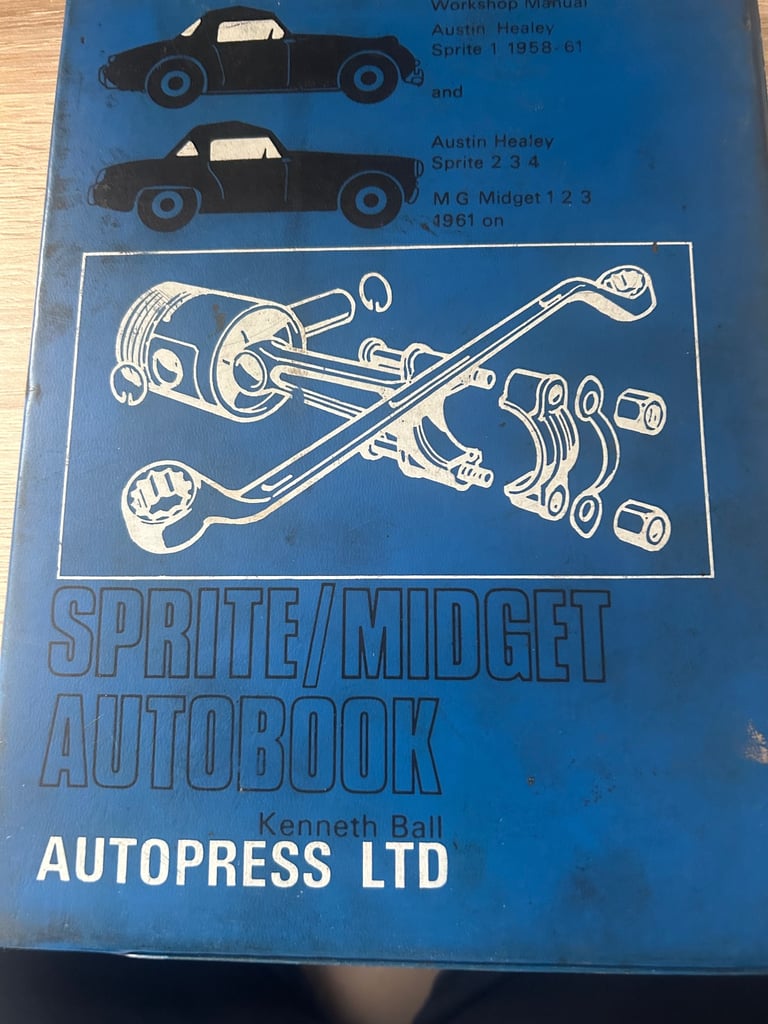 Workshop Manual
Austin Healey
Sprite 1 1958-61
and
Austin Healey
Sprite 2 3 4
M G Midget 1 2 3
1961 on
SPRITE/MIDGET
AUTOBOOK
Kenneth Ball
AUTOPRESS LTD